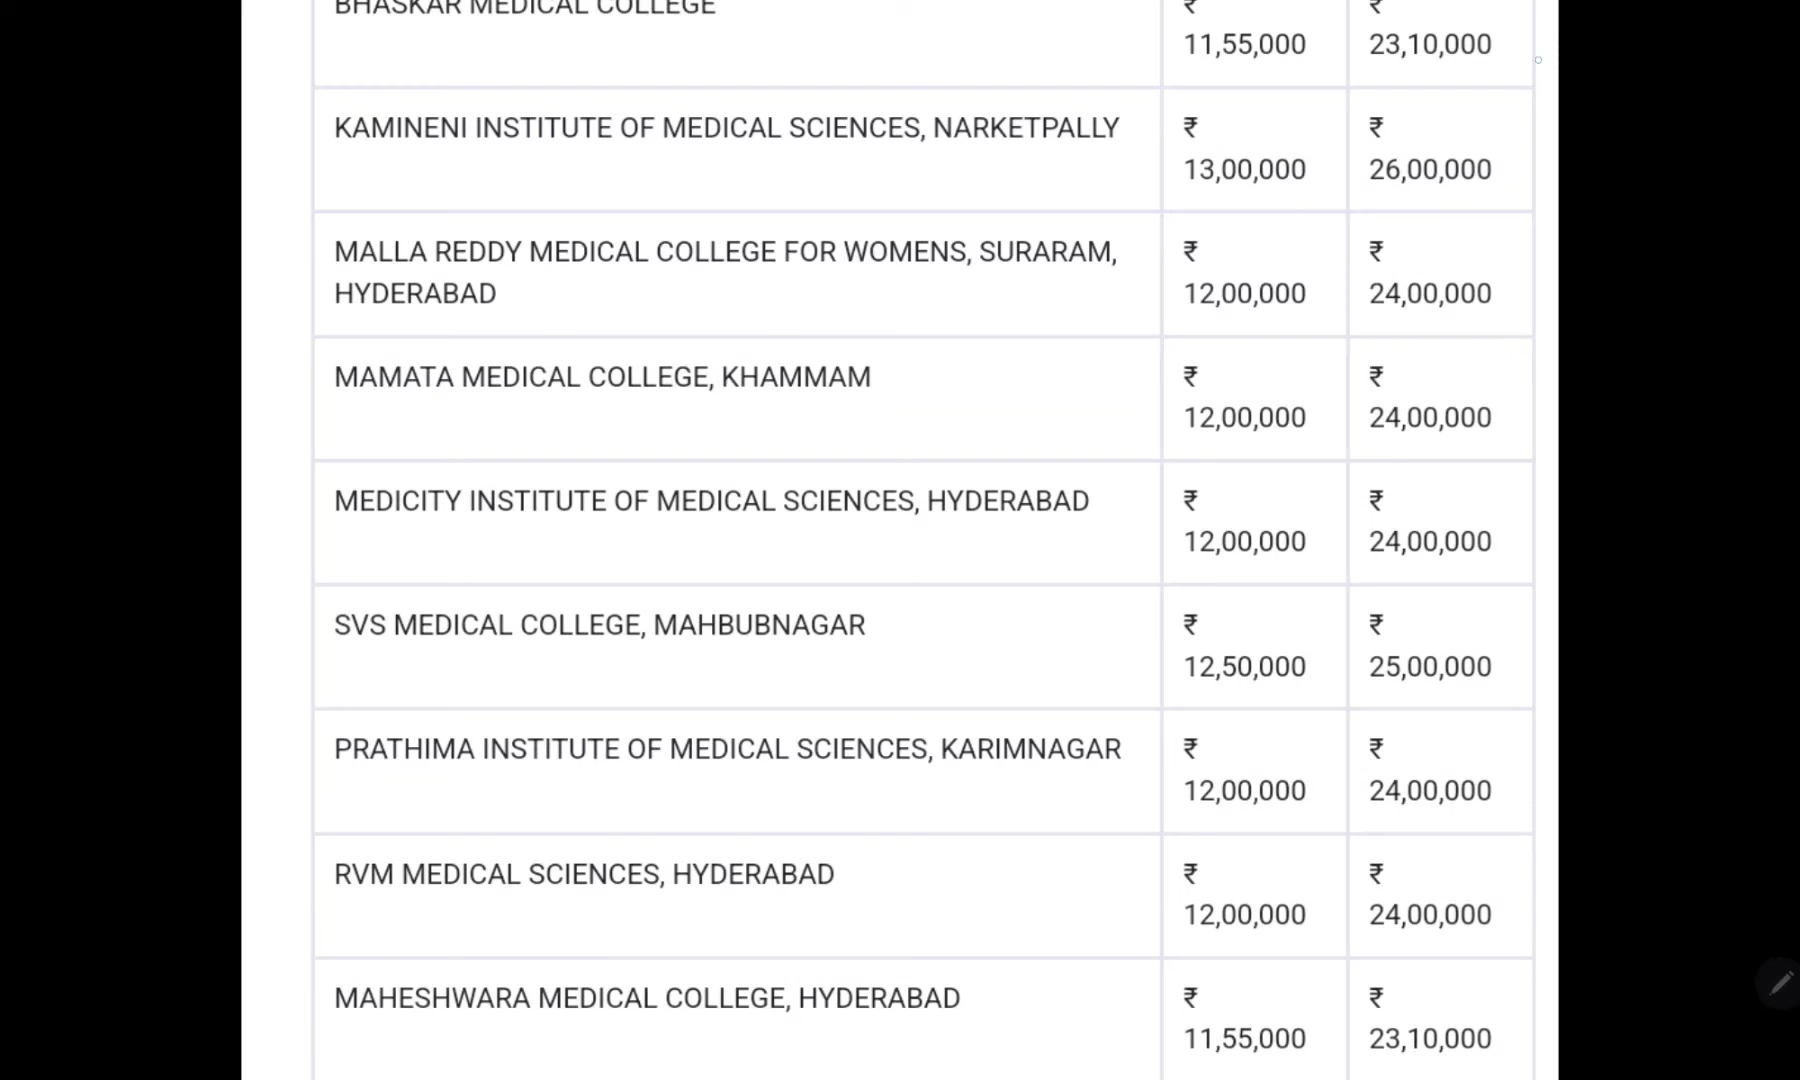 BHASKAR MEDICAL COLLEGE ₹ ₹
11,55,000 23,10,000
KAMINENI INSTITUTE OF MEDICAL SCIENCES, NARKETPALLY ₹ ₹
13,00,000 26,00,000
MALLA REDDY MEDICAL COLLEGE FOR WOMENS, SURARAM, ₹ ₹
HYDERABAD 12,00,000 24,00,000
MAMATA MEDICAL COLLEGE, KHAMMAM ₹ ₹
12,00,000 24,00,000
MEDICITY INSTITUTE OF MEDICAL SCIENCES, HYDERABAD ₹ ₹
12,00,000 24,00,000
SVS MEDICAL COLLEGE, MAHBUBNAGAR ₹ ₹
12,50,000 25,00,000
PRATHIMA INSTITUTE OF MEDICAL SCIENCES, KARIMNAGAR ₹ ₹
12,00,000 24,00,000
RVM MEDICAL SCIENCES, HYDERABAD ₹ ₹
12,00,000 24,00,000
MAHESHWARA MEDICAL COLLEGE, HYDERABAD ₹ ₹
11,55,000 23,10,000